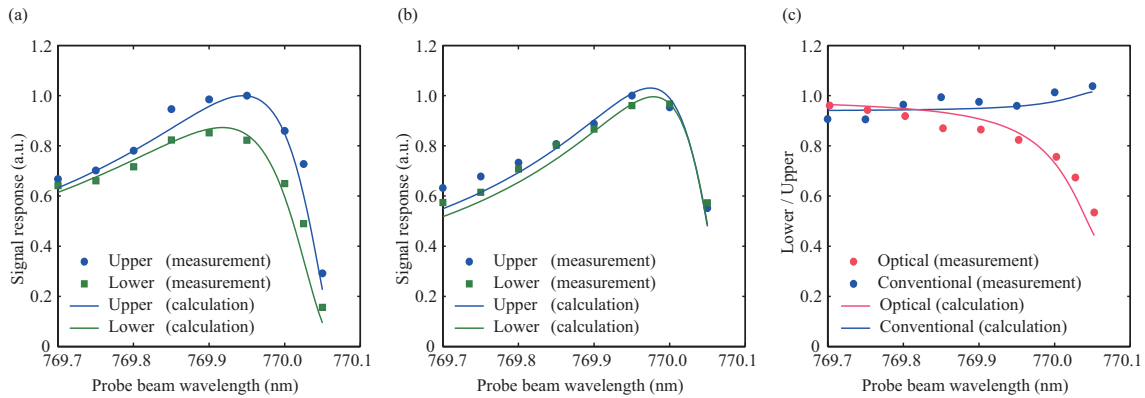 (a)
(b)
(c)
1.2
1.0
0.8
0.6
0.4
0.2
0
Signal response (a.u.)
Upper (measurement)
Lower (measurement)
Upper (calculation)
Lower (calculation)
769.7 769.8 769.9 770.0 770.1
Probe beam wavelength (nm)
1.2
1.0
0.8
0.6
0.4
0.2
0
Signal response (a.u.)
Upper (measurement)
Lower (measurement)
Upper (calculation)
Lower (calculation)
769.7 769.8 769.9 770.0 770.1
Probe beam wavelength (nm)
1.2
1.0
0.8
0.6
0.4
0.2
0
Lower / Upper
Optical (measurement)
Conventional (measurement)
Optical (calculation)
Conventional (calculation)
769.7 769.8 769.9 770.0 770.1
Probe beam wavelength (nm)